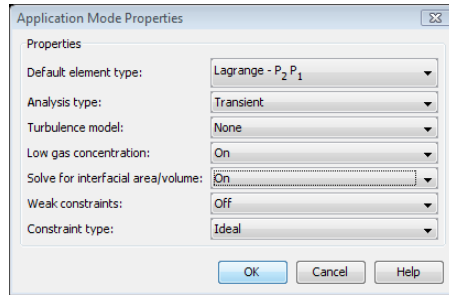 Application Mode Properties
Properties
Default element type: Lagrange - P₂ P₁
Analysis type: Transient
Turbulence model: None
Low gas concentration: On
Solve for interfacial area/volume: On
Weak constraints: Off
Constraint type: Ideal
OK Cancel Help